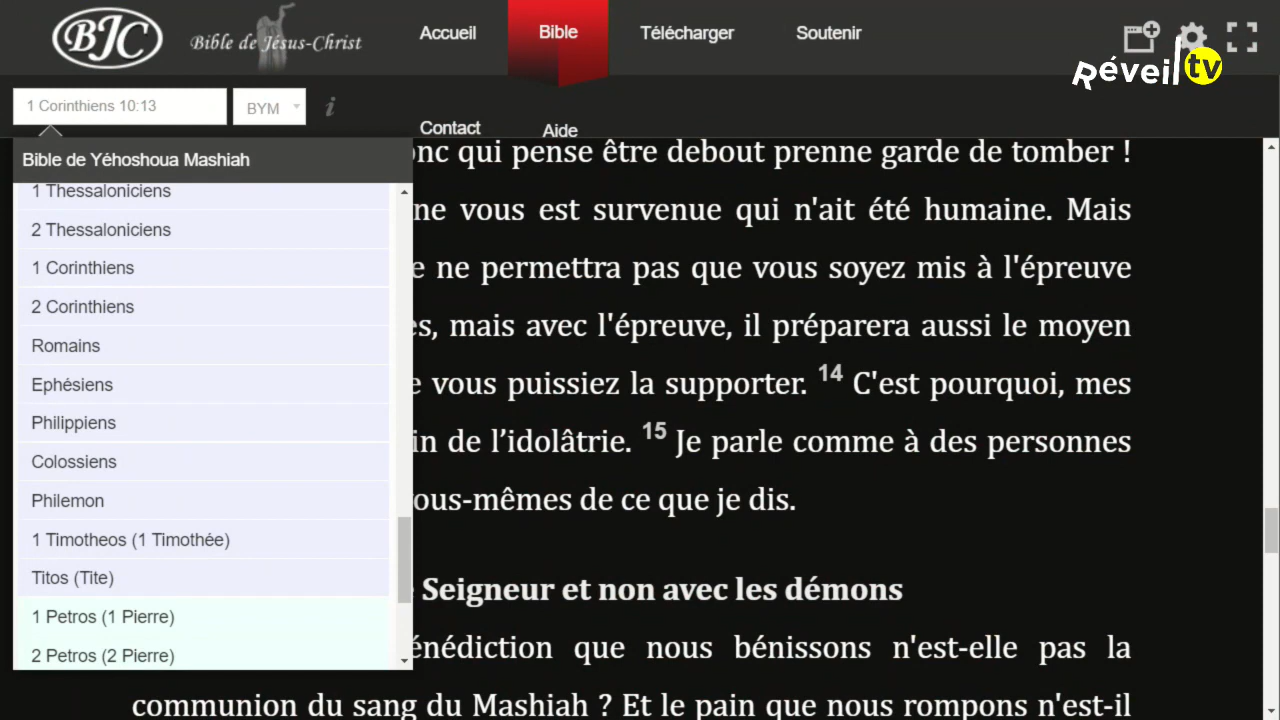 BJC
Bible de Jésus-Christ
Accueil
Bible
Télécharger
Soutenir
Réveil tv
1 Corinthiens 10:13
BYM
i
Contact
Aide
Bible de Yéhoshoua Mashiah
1 Thessaloniciens
2 Thessaloniciens
1 Corinthiens
2 Corinthiens
Romains
Ephésiens
Philippiens
Colossiens
Philemon
1 Timotheos (1 Timothée)
Titos (Tite)
1 Petros (1 Pierre)
2 Petros (2 Pierre)
onc qui pense être debout prenne garde de tomber !
ne vous est survenue qui n'ait été humaine. Mais
e ne permettra pas que vous soyez mis à l'épreuve
es, mais avec l'épreuve, il préparera aussi le moyen
e vous puissiez la supporter. 14 C'est pourquoi, mes
in de l’idolâtrie. 15 Je parle comme à des personnes
ous-mêmes de ce que je dis.
e Seigneur et non avec les démons
énédiction que nous bénissons n'est-elle pas la
communion du sang du Mashiah ? Et le pain que nous rompons n'est-il